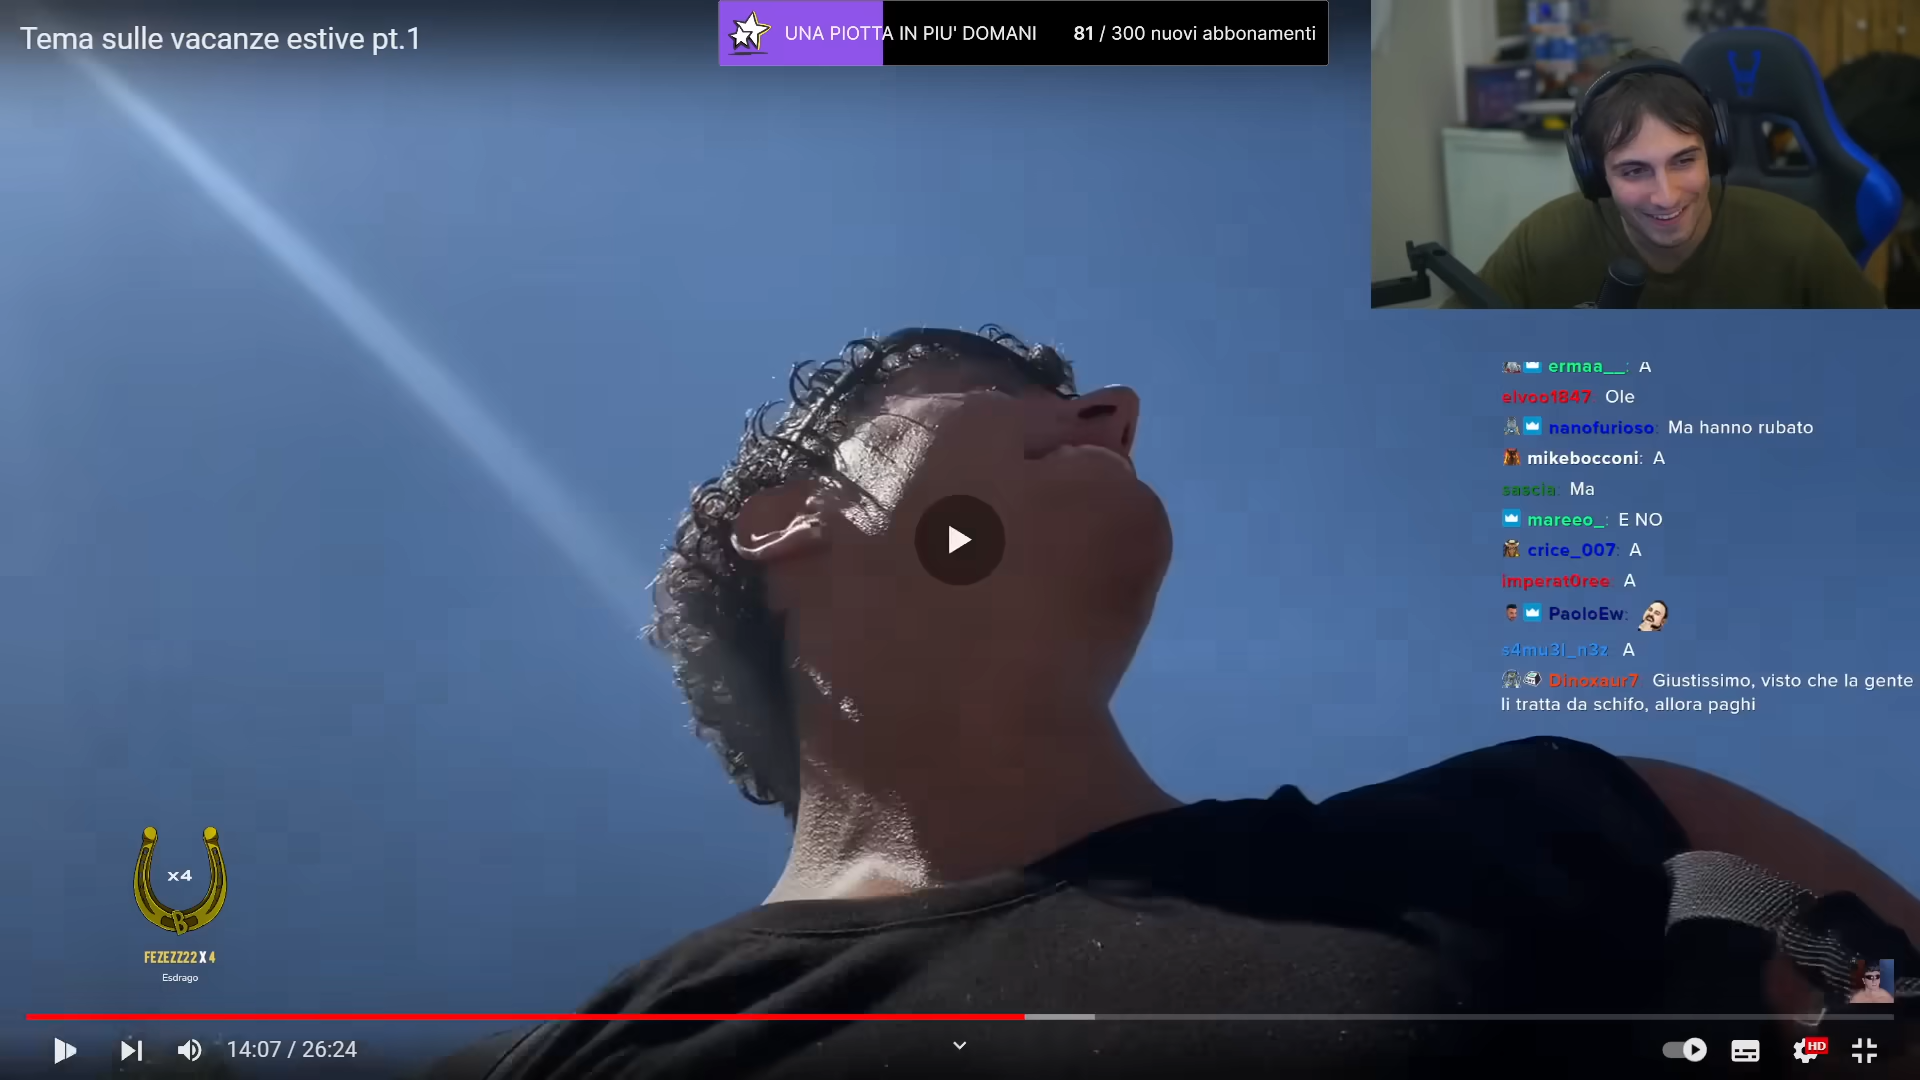 Tema sulle vacanze estive pt.1
UNA PIOTTA IN PIU' DOMANI 81 / 300 nuovi abbonamenti
ermaa__: A
elvoo1847 Ole
nanofurioso: Ma hanno rubato
mikebocconi: A
sascia: Ma
mareeo_: E NO
crice_007: A
imperat0ree A
PaoloEw:
s4mu3l_n3z A
Dinoxaur7 Giustissimo, visto che la gente
li tratta da schifo, allora paghi
x4
B
FEZEZZ22 X 4
Esdrago
14:07 / 26:24
HD